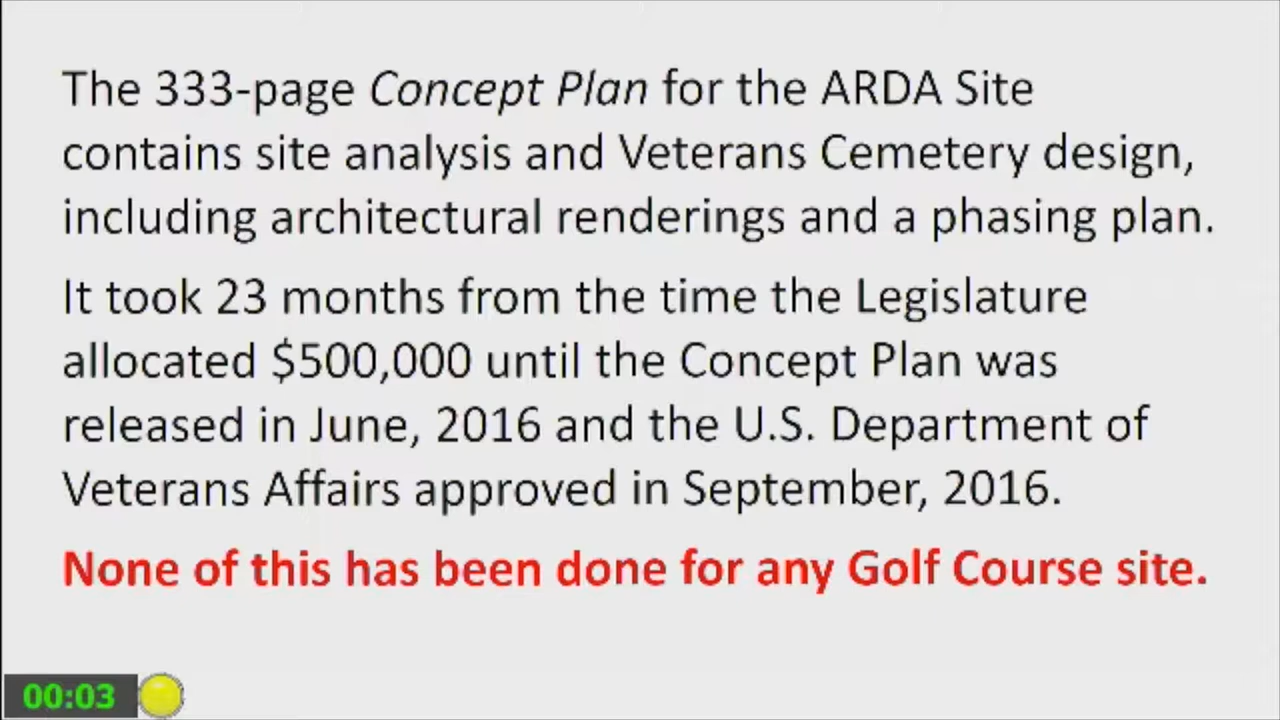 The 333-page Concept Plan for the ARDA Site
contains site analysis and Veterans Cemetery design,
including architectural renderings and a phasing plan.
It took 23 months from the time the Legislature
allocated $500,000 until the Concept Plan was
released in June, 2016 and the U.S. Department of
Veterans Affairs approved in September, 2016.
None of this has been done for any Golf Course site.
00:03